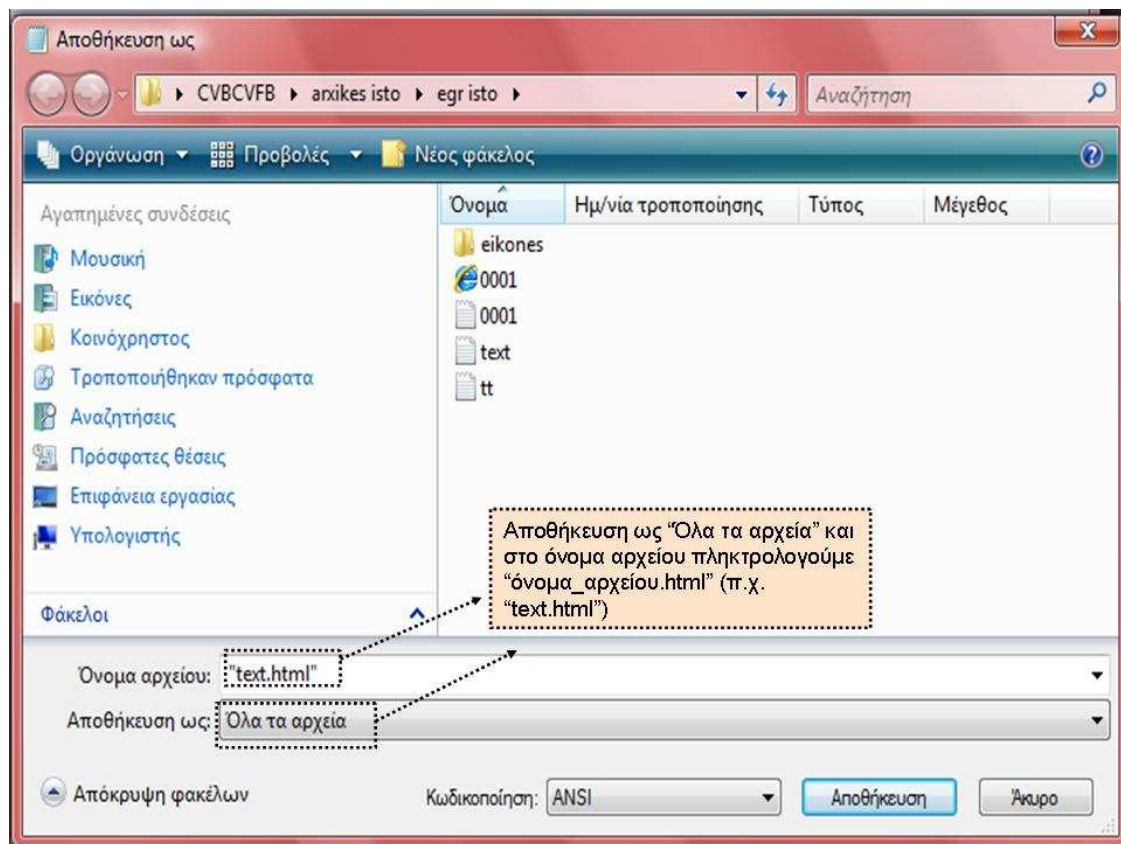 Αποθήκευση ως
CVBCVFB arxikes isto egr isto
Αναζήτηση
Οργάνωση Προβολές Νέος φάκελος
Αγαπημένες συνδέσεις
Μουσική
Εικόνες
Κοινόχρηστος
Τροποποιήθηκαν πρόσφατα
Αναζητήσεις
Πρόσφατες θέσεις
Επιφάνεια εργασίας
Υπολογιστής
Φάκελοι
Όνομα Ημ/νία τροποποίησης Τύπος Μέγεθος
eikones
0001
0001
text
tt
Αποθήκευση ως “Όλα τα αρχεία” και
στο όνομα αρχείου πληκτρολογούμε
“όνομα_αρχείου.html” (π.χ.
“text.html”)
Όνομα αρχείου: "text.html"
Αποθήκευση ως: Όλα τα αρχεία
Απόκρυψη φακέλων
Κωδικοποίηση: ANSI
Αποθήκευση
Άκυρο